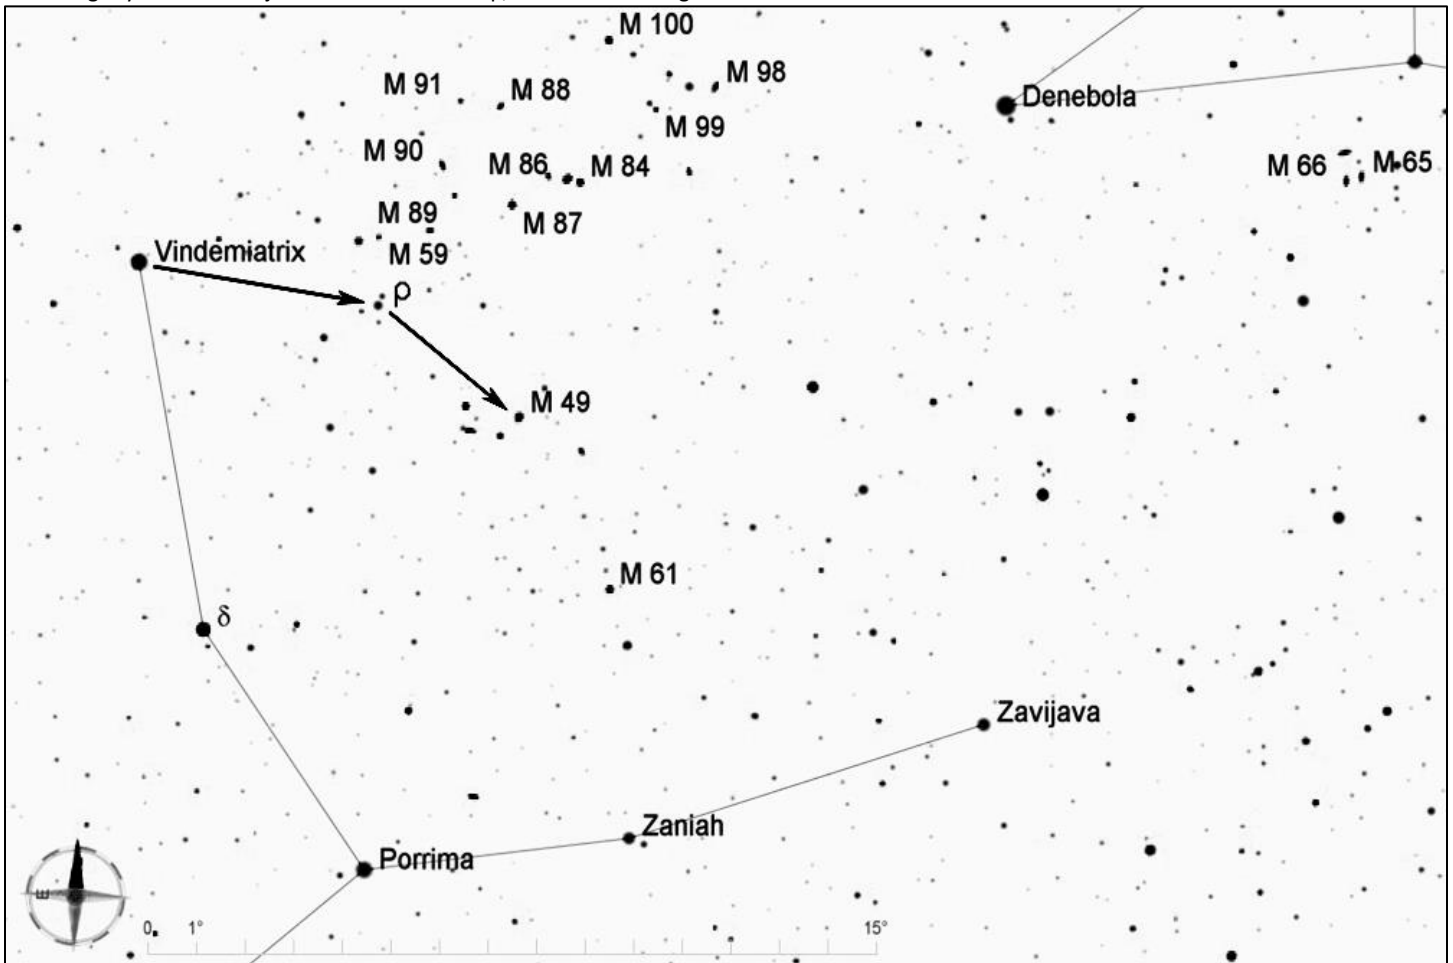 M 100
M 98
M 91
M 88
Denebola
M 99
M 90
M 86
M 84
M 66
M 65
M 89
M 87
Vindemiatrix
M 59
ρ
M 49
M 61
δ
Zavijava
Zaniah
Porrima
E
0 1° 15°